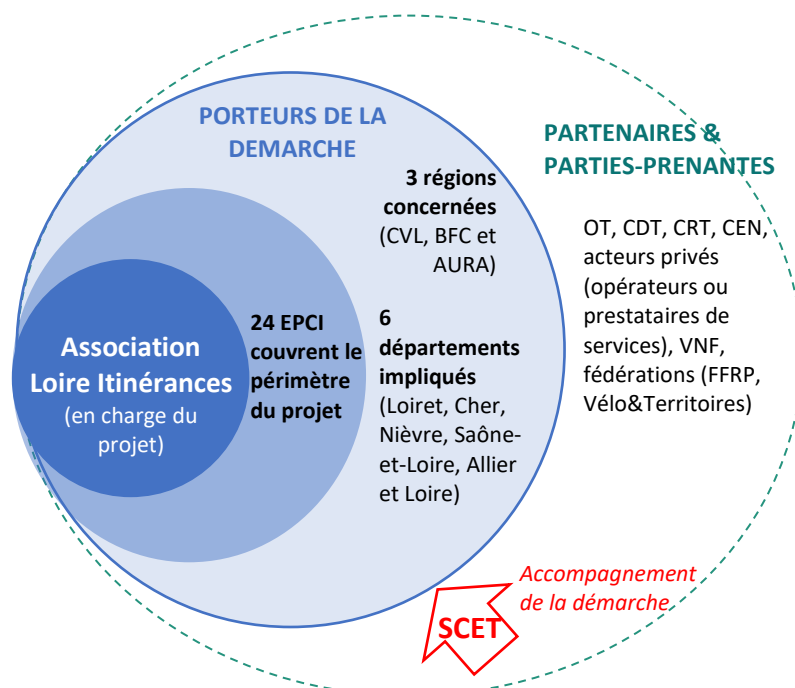 PORTEURS DE LA
DEMARCHE
PARTENAIRES &
PARTIES-PRENANTES
3 régions
concernées
(CVL, BFC et
AURA)
OT, CDT, CRT, CEN,
acteurs privés
(opérateurs ou
prestataires de
services), VNF,
fédérations (FFRP,
Vélo&Territoires)
Association
Loire Itinérances
(en charge du
projet)
24 EPCI
couvrent le
périmètre
du projet
6
départements
impliqués
(Loiret, Cher,
Nièvre, Saône-
et-Loire, Allier
et Loire)
Accompagnement
de la démarche
SCET